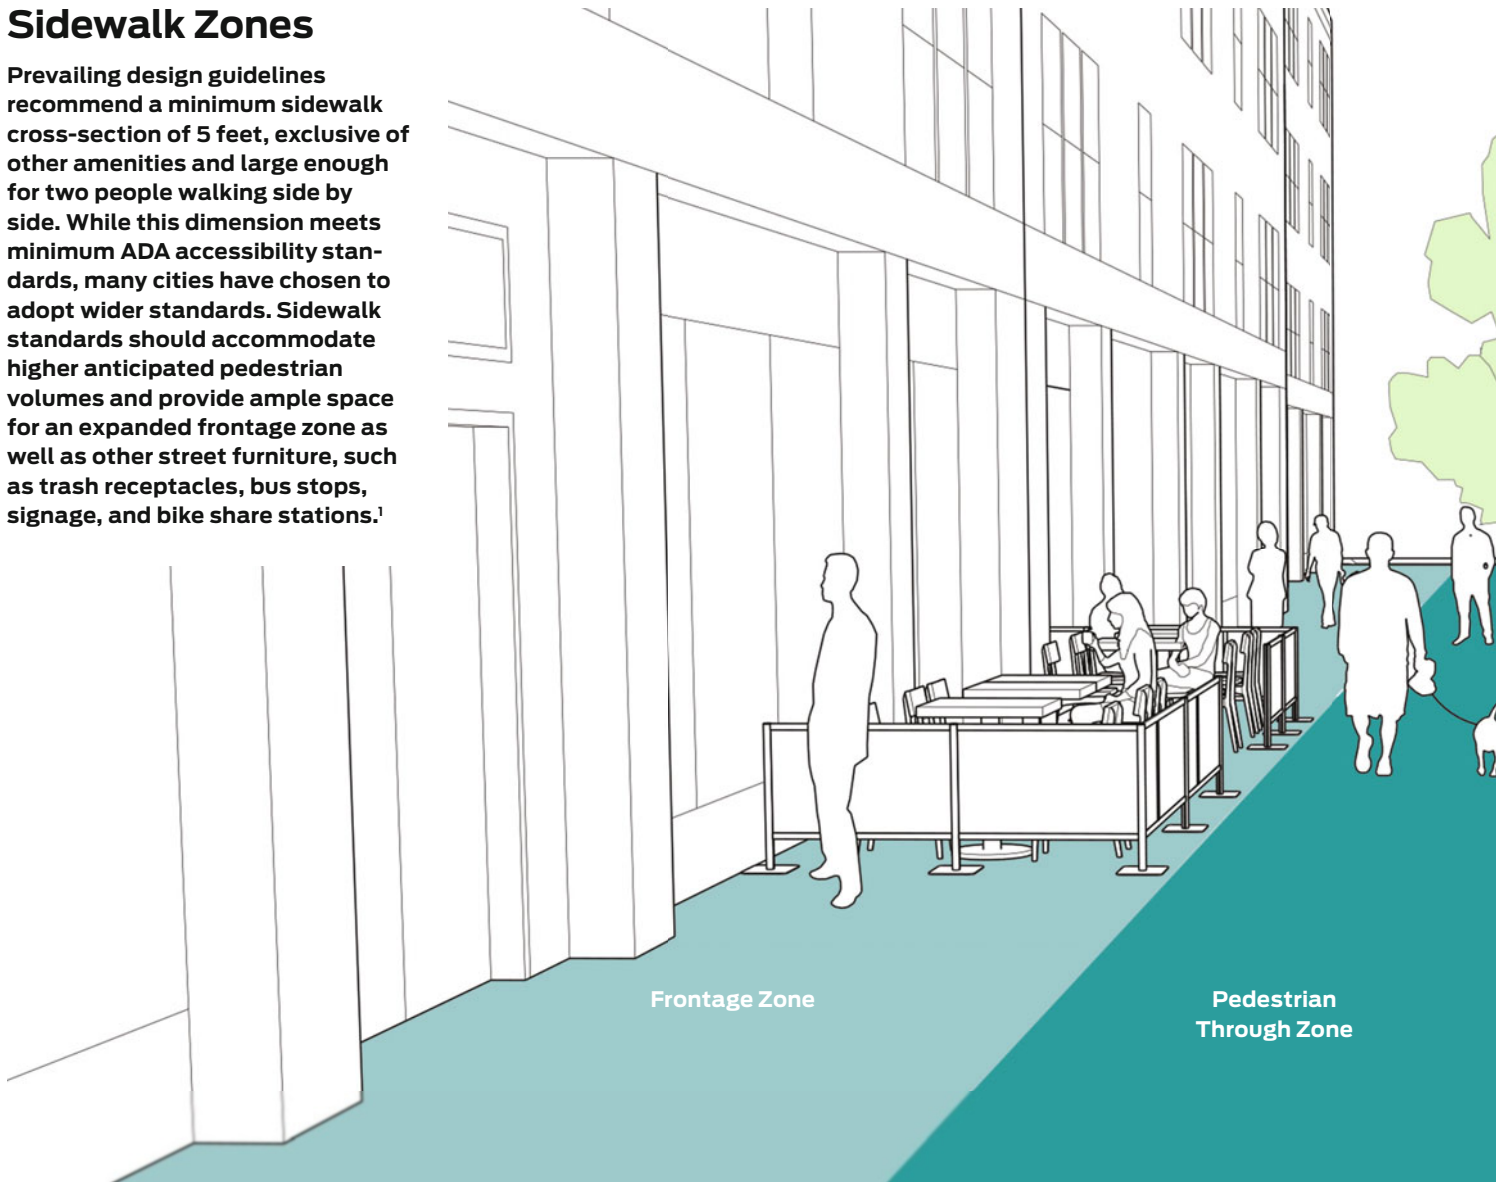 Sidewalk Zones
Prevailing design guidelines
recommend a minimum sidewalk
cross-section of 5 feet, exclusive of
other amenities and large enough
for two people walking side by
side. While this dimension meets
minimum ADA accessibility stan-
dards, many cities have chosen to
adopt wider standards. Sidewalk
standards should accommodate
higher anticipated pedestrian
volumes and provide ample space
for an expanded frontage zone as
well as other street furniture, such
as trash receptacles, bus stops,
signage, and bike share stations.¹
Frontage Zone
Pedestrian
Through Zone